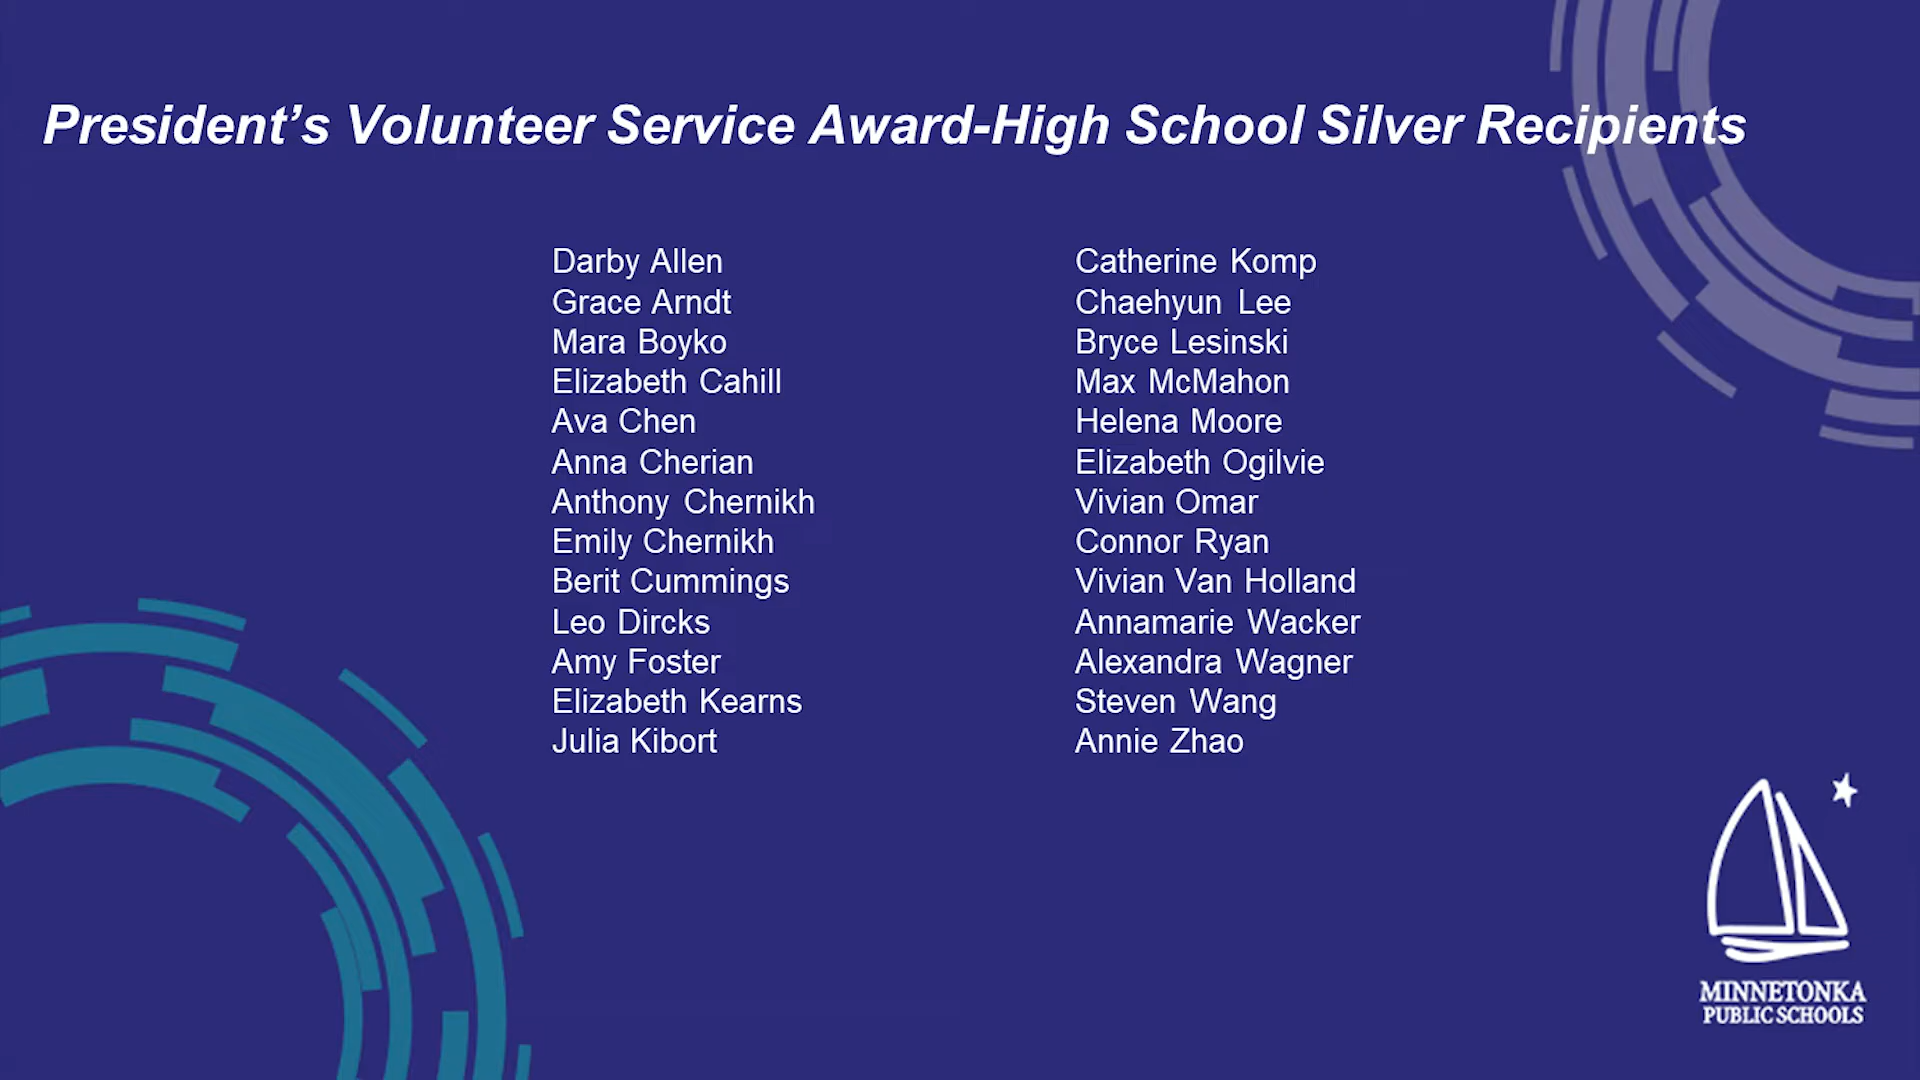 President’s Volunteer Service Award-High School Silver Recipients
Darby Allen
Grace Arndt
Mara Boyko
Elizabeth Cahill
Ava Chen
Anna Cherian
Anthony Chernikh
Emily Chernikh
Berit Cummings
Leo Dircks
Amy Foster
Elizabeth Kearns
Julia Kibort
Catherine Komp
Chaehyun Lee
Bryce Lesinski
Max McMahon
Helena Moore
Elizabeth Ogilvie
Vivian Omar
Connor Ryan
Vivian Van Holland
Annamarie Wacker
Alexandra Wagner
Steven Wang
Annie Zhao
MINNETONKA
PUBLIC SCHOOLS